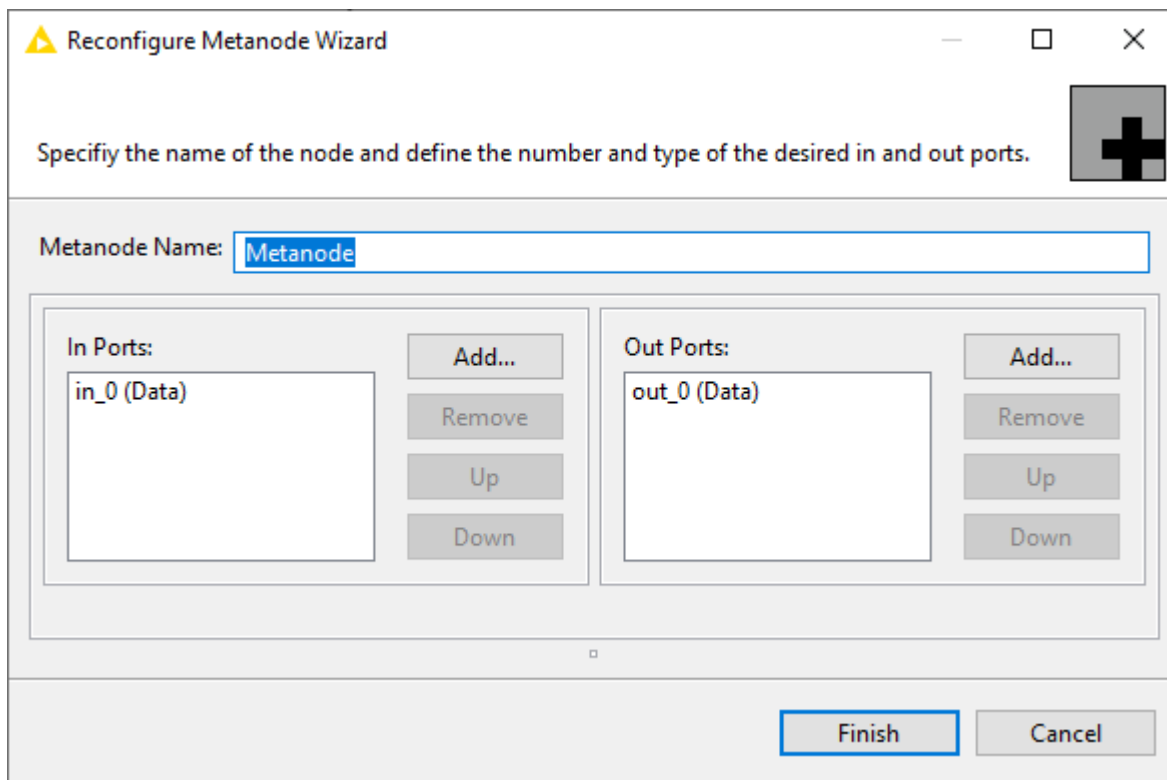 Reconfigure Metanode Wizard
Specifiy the name of the node and define the number and type of the desired in and out ports.
Metanode Name: Metanode
In Ports:
Add...
in_0 (Data)
Remove
Up
Down
Out Ports:
Add...
out_0 (Data)
Remove
Up
Down
Finish
Cancel